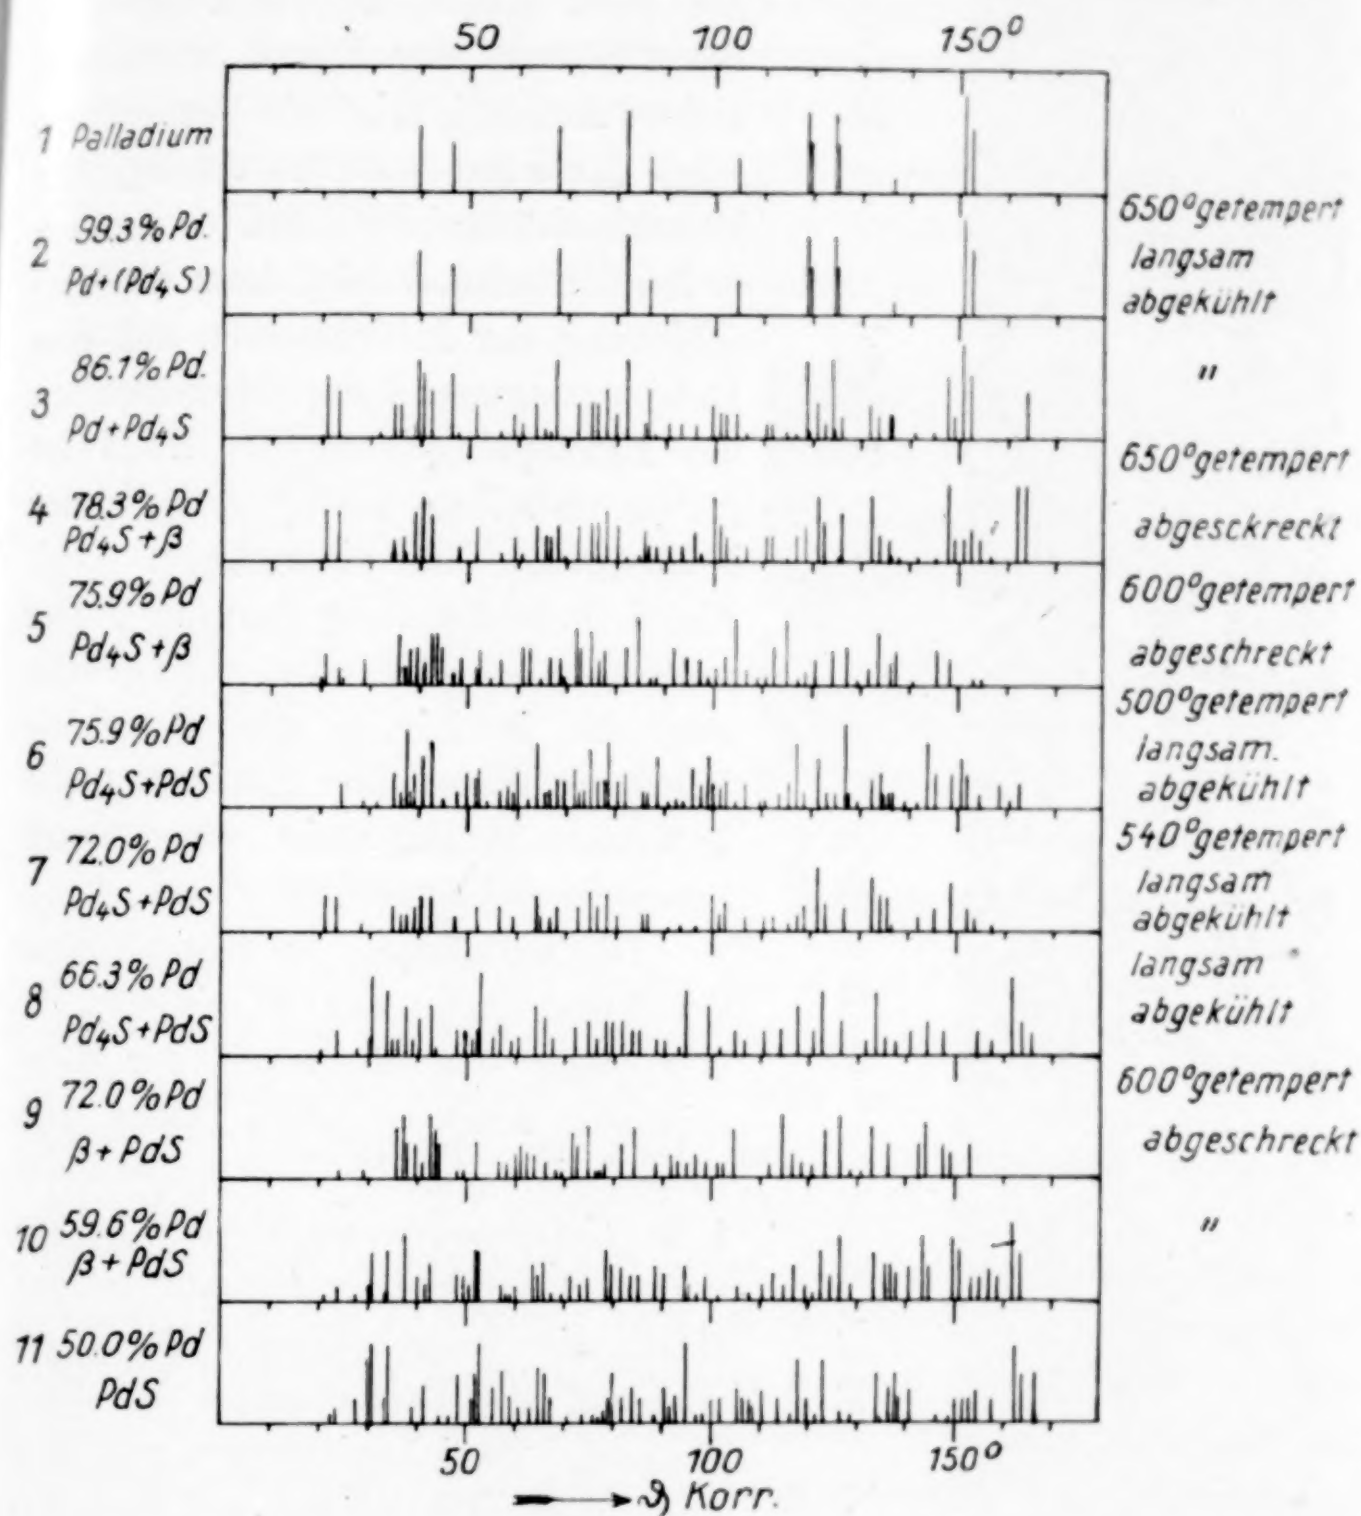 50 100 150°
1 Palladium
2 99.3% Pd.
Pd+(Pd₄S)
650° getempert
langsam
abgekühlt
3 86.1% Pd.
Pd+Pd₄S
"
4 78.3% Pd
Pd₄S+β
650° getempert
abgesckreckt
5 75.9% Pd
Pd₄S+β
600° getempert
abgeschreckt
6 75.9% Pd
Pd₄S+PdS
500° getempert
langsam.
abgekühlt
7 72.0% Pd
Pd₄S+PdS
540° getempert
langsam
abgekühlt
8 66.3% Pd
Pd₄S+PdS
langsam
abgekühlt
9 72.0% Pd
β+PdS
600° getempert
abgeschreckt
10 59.6% Pd
β+PdS
"
11 50.0% Pd
PdS
50 100 150°
ϑ Korr.